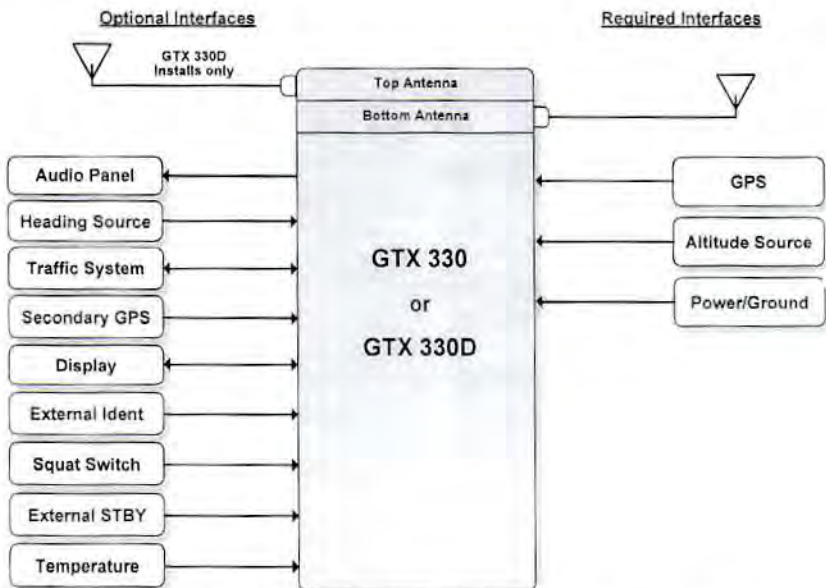 Optional Interfaces
Required Interfaces
GTX 330D
Installs only
Top Antenna
Bottom Antenna
Audio Panel
Heading Source
Traffic System
Secondary GPS
Display
External Ident
Squat Switch
External STBY
Temperature
GTX 330
or
GTX 330D
GPS
Altitude Source
Power/Ground